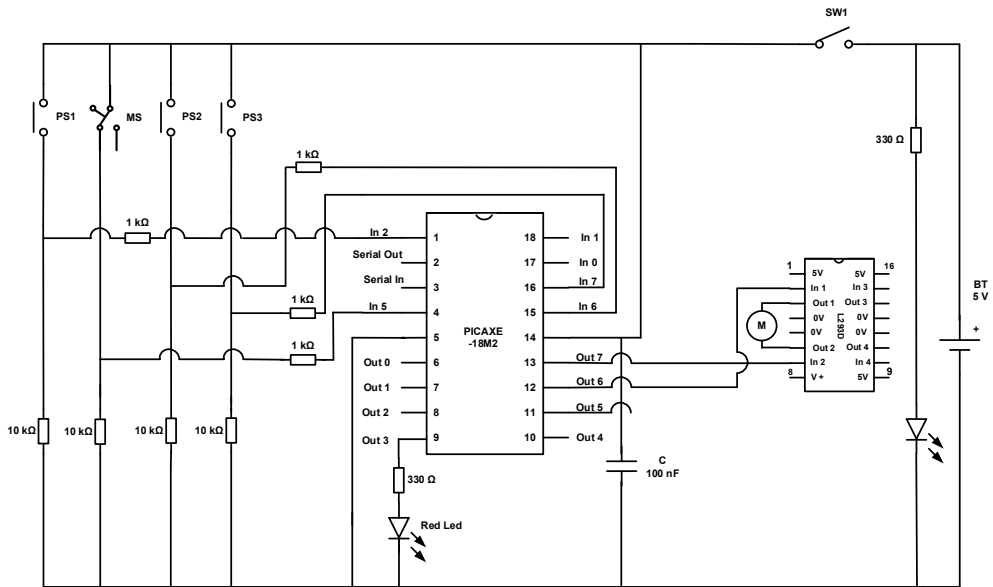 SW1
PS1
MS
PS2
PS3
330 Ω
1 kΩ
1 kΩ
In 2
1
18
In 1
Serial Out
2
17
In 0
Serial In
3
16
In 7
1 kΩ
In 5
4
15
In 6
5
PICAXE
-18M2
14
1 kΩ
Out 0
6
13
Out 7
Out 1
7
12
Out 6
Out 2
8
11
Out 5
Out 3
9
10
Out 4
1
5V
5V
16
In 1
In 3
Out 1
Out 3
0V
0V
L293D
0V
0V
Out 2
Out 4
In 2
In 4
8
V +
5V
9
M
BT
5 V
+
10 kΩ
10 kΩ
10 kΩ
10 kΩ
C
100 nF
330 Ω
Red Led